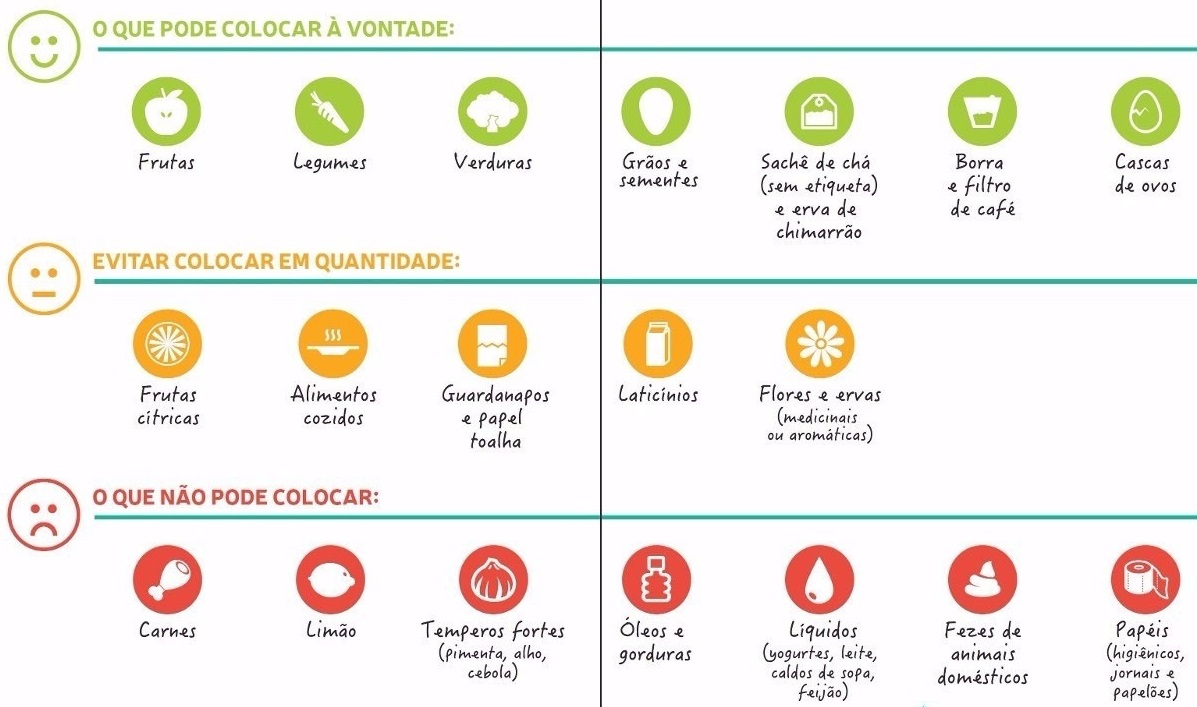 O QUE PODE COLOCAR À VONTADE:
Frutas
Legumes
Verduras
Grãos e
sementes
Sachê de chá
(sem etiqueta)
e erva de
chimarrão
Borra
e filtro
de café
Cascas
de ovos
EVITAR COLOCAR EM QUANTIDADE:
Frutas
cítricas
Alimentos
cozidos
Guardanapos
e papel
toalha
Laticínios
Flores e ervas
(medicinais
ou aromáticas)
O QUE NÃO PODE COLOCAR:
Carnes
Limão
Temperos fortes
(pimenta, alho,
cebola)
Óleos e
gorduras
Líquidos
(yogurtes, leite,
caldos de sopa,
feijão)
Fezes de
animais
domésticos
Papéis
(higiênicos,
jornais e
papelões)